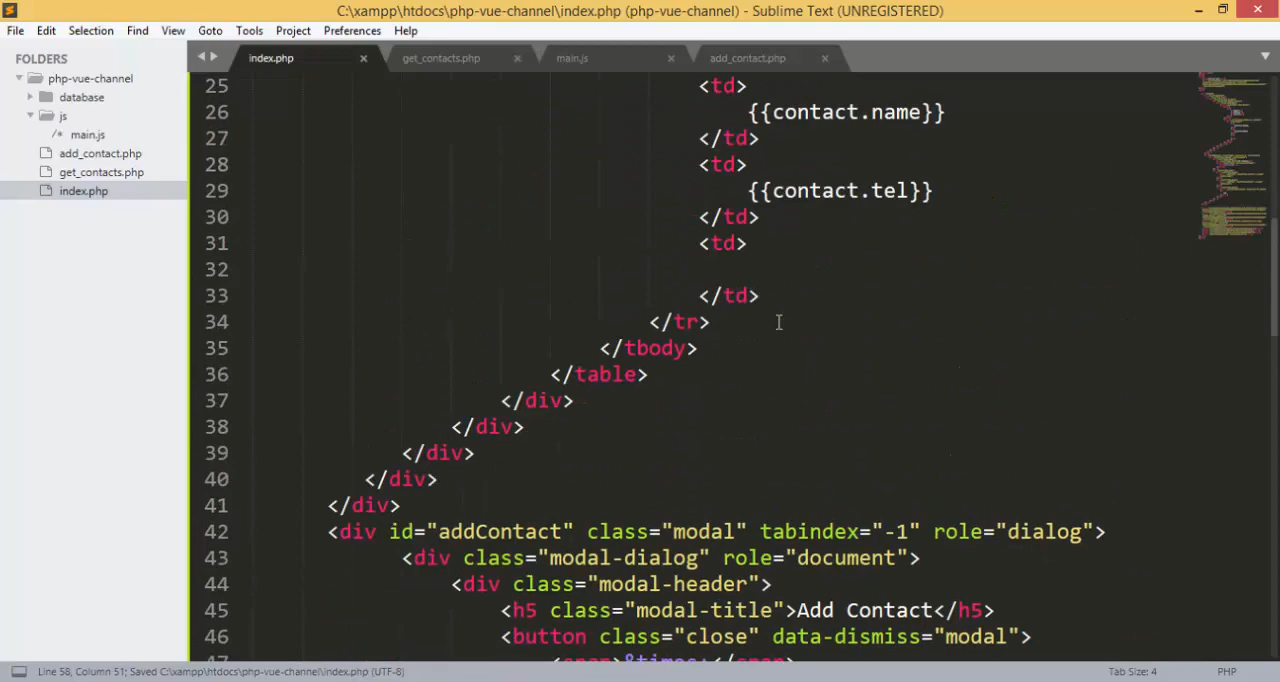 C:\xampp\htdocs\php-vue-channel\index.php (php-vue-channel) - Sublime Text (UNREGISTERED)
File Edit Selection Find View Goto Tools Project Preferences Help
FOLDERS
php-vue-channel
database
js
/* main.js
add_contact.php
get_contacts.php
index.php
index.php × get_contacts.php × main.js × add_contact.php ×
25 <td>
26 {{contact.name}}
27 </td>
28 <td>
29 {{contact.tel}}
30 </td>
31 <td>
32
33 </td>
34 </tr>
35 </tbody>
36 </table>
37 </div>
38 </div>
39 </div>
40 </div>
41 </div>
42 <div id="addContact" class="modal" tabindex="-1" role="dialog">
43 <div class="modal-dialog" role="document">
44 <div class="modal-header">
45 <h5 class="modal-title">Add Contact</h5>
46 <button class="close" data-dismiss="modal">
47 <span>&times;</span>
Line 58, Column 51; Saved C:\xampp\htdocs\php-vue-channel\index.php (UTF-8)
Tab Size: 4
PHP